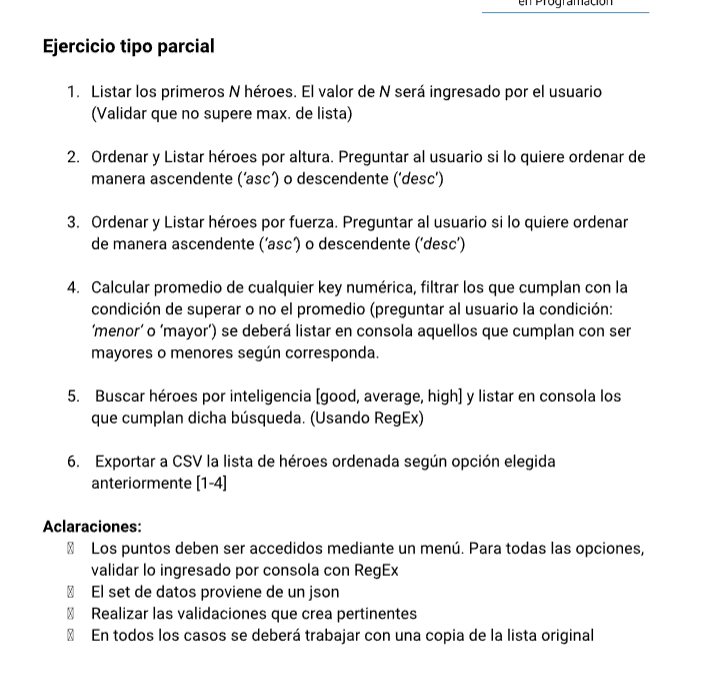 en Programación
Ejercicio tipo parcial
1. Listar los primeros N héroes. El valor de N será ingresado por el usuario
(Validar que no supere max. de lista)
2. Ordenar y Listar héroes por altura. Preguntar al usuario si lo quiere ordenar de
manera ascendente (‘asc’) o descendente (‘desc’)
3. Ordenar y Listar héroes por fuerza. Preguntar al usuario si lo quiere ordenar
de manera ascendente (‘asc’) o descendente (‘desc’)
4. Calcular promedio de cualquier key numérica, filtrar los que cumplan con la
condición de superar o no el promedio (preguntar al usuario la condición:
‘menor’ o ‘mayor’) se deberá listar en consola aquellos que cumplan con ser
mayores o menores según corresponda.
5. Buscar héroes por inteligencia [good, average, high] y listar en consola los
que cumplan dicha búsqueda. (Usando RegEx)
6. Exportar a CSV la lista de héroes ordenada según opción elegida
anteriormente [1-4]
Aclaraciones:
Los puntos deben ser accedidos mediante un menú. Para todas las opciones,
validar lo ingresado por consola con RegEx
El set de datos proviene de un json
Realizar las validaciones que crea pertinentes
En todos los casos se deberá trabajar con una copia de la lista original